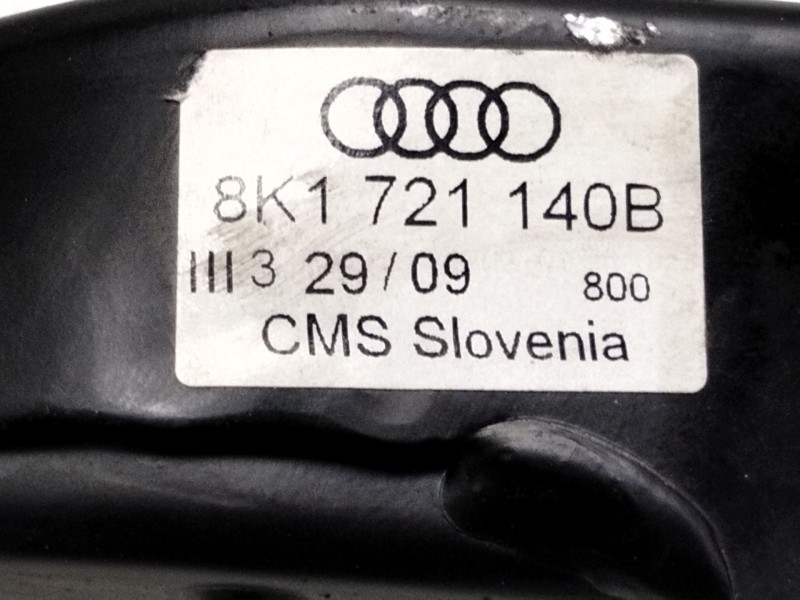 8K1 721 140B
III 3 29/09 800
CMS Slovenia